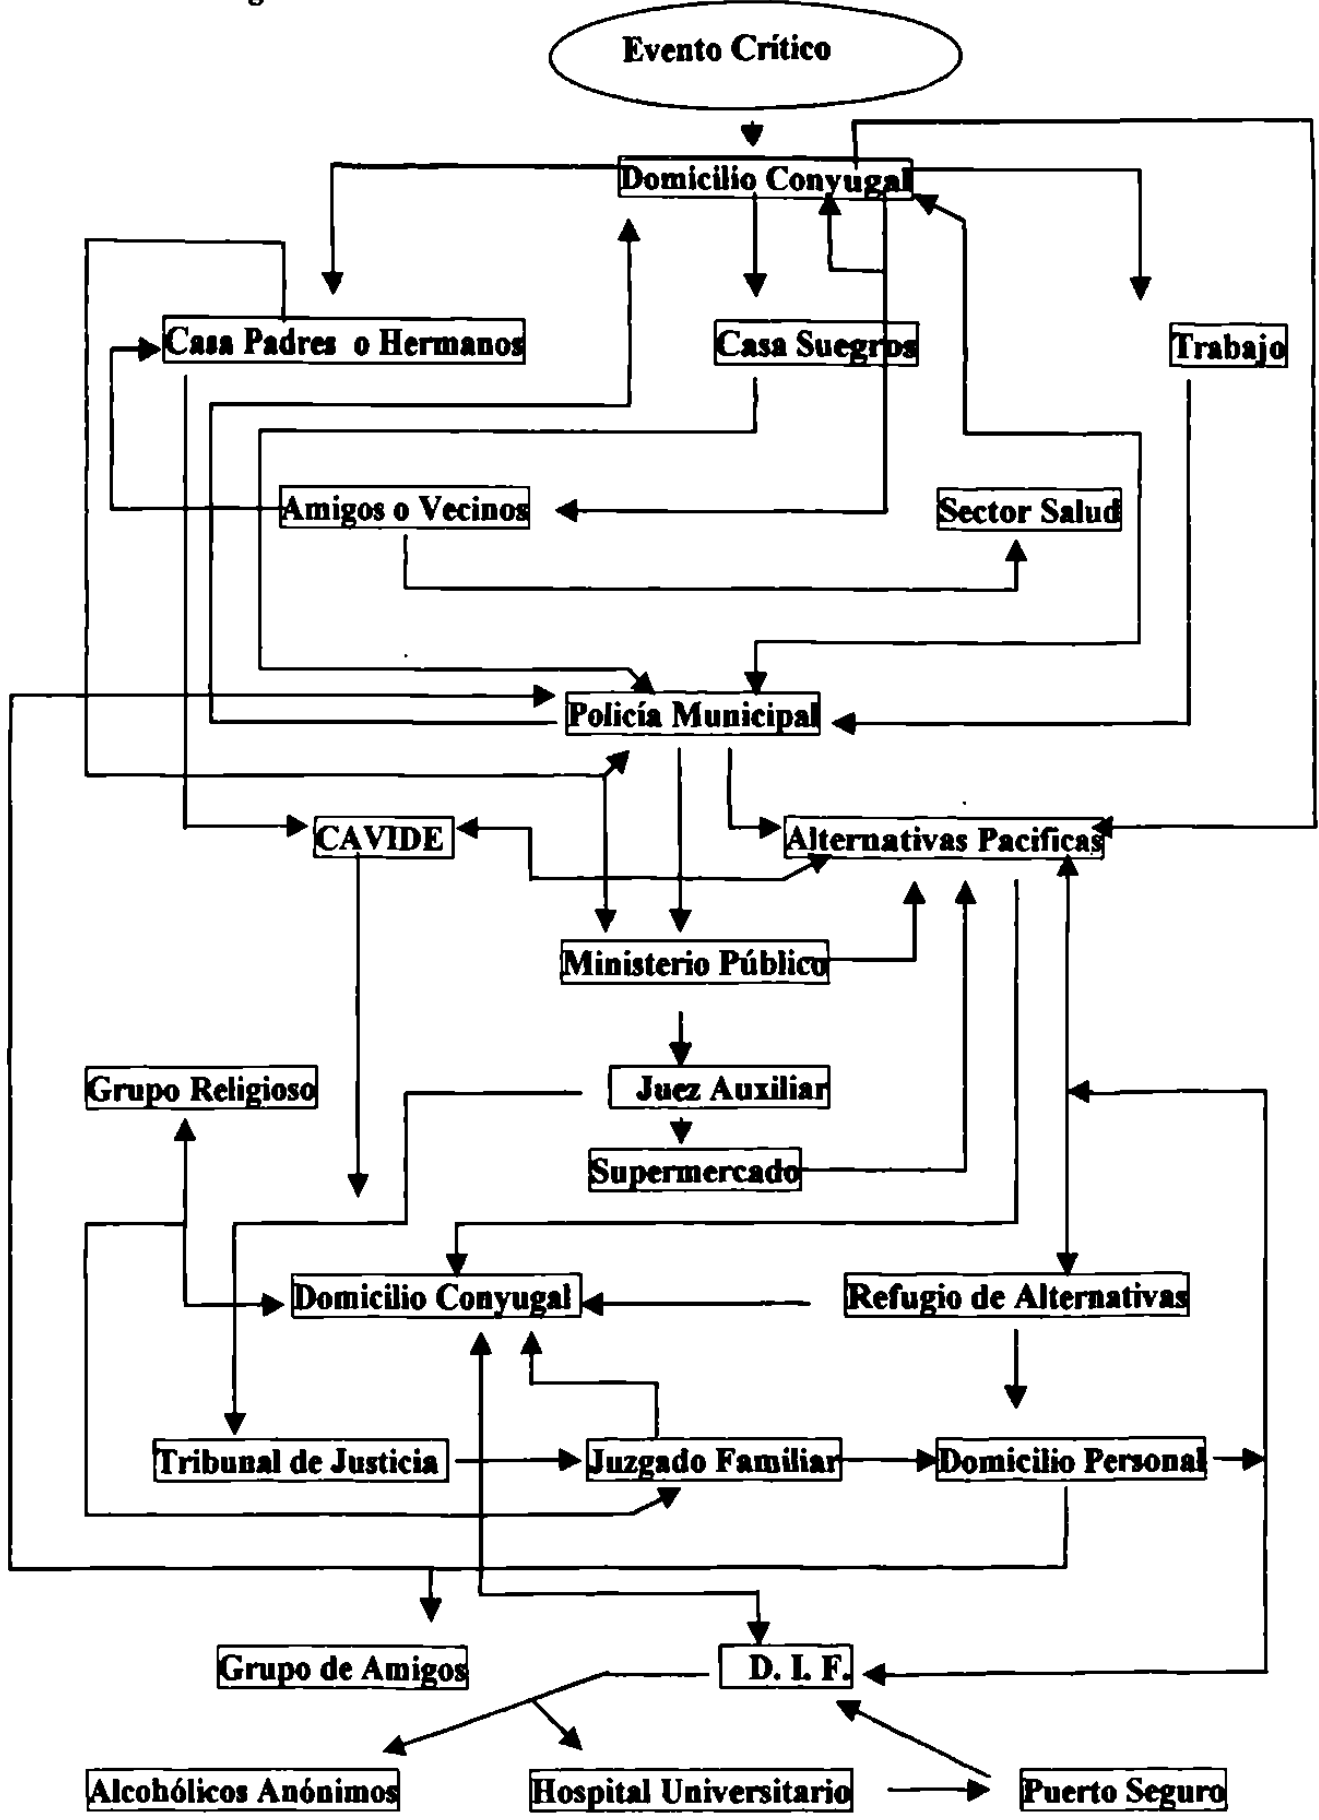 Evento Crítico
Domicilio Conyugal
Casa Padres o Hermanos
Casa Suegros
Trabajo
Amigos o Vecinos
Sector Salud
Policía Municipal
CAVIDE
Alternativas Pacificas
Ministerio Público
Grupo Religioso
Juez Auxiliar
Supermercado
Domicilio Conyugal
Refugio de Alternativas
Tribunal de Justicia
Juzgado Familiar
Domicilio Personal
Grupo de Amigos
D. I. F.
Alcohólicos Anónimos
Hospital Universitario
Puerto Seguro